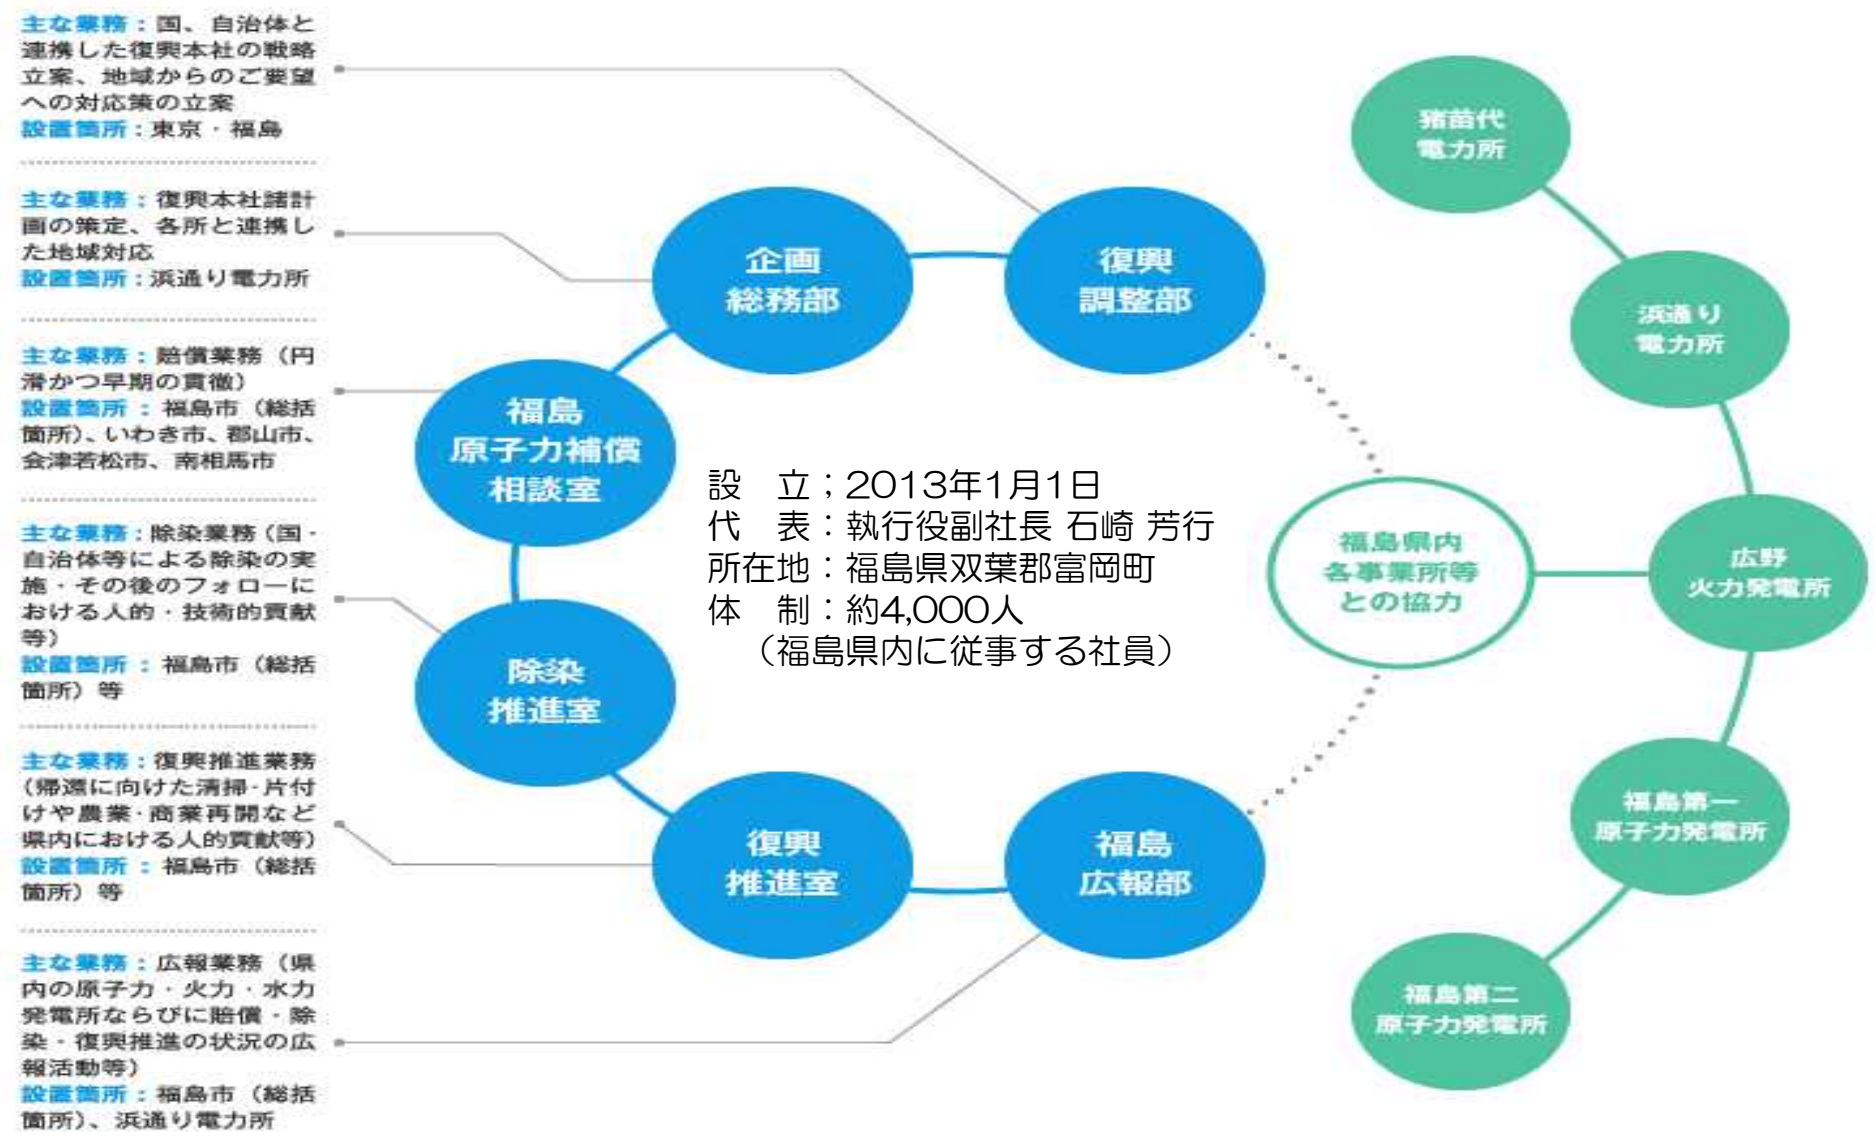 主な業務：国、自治体と
連携した復興本社の戦略
立案、地域からのご要望
への対応策の立案
設置箇所：東京・福島
主な業務：復興本社諸計
画の策定、各所と連携し
た地域対応
設置箇所：浜通り電力所
主な業務：賠償業務（円
滑かつ早期の貫徹）
設置箇所：福島市（総括
箇所）、いわき市、郡山市、
会津若松市、南相馬市
主な業務：除染業務（国・
自治体等による除染の実
施・その後のフォローに
おける人的・技術的貢献
等）
設置箇所：福島市（総括
箇所）等
主な業務：復興推進業務
（帰還に向けた清掃・片付
けや農業・商業再開など
県内における人的貢献等）
設置箇所：福島市（総括
箇所）等
主な業務：広報業務（県
内の原子力・火力・水力
発電所ならびに賠償・除
染・復興推進の状況の広
報活動等）
設置箇所：福島市（総括
箇所）、浜通り電力所
企画
総務部
復興
調整部
福島
原子力補償
相談室
除染
推進室
復興
推進室
福島
広報部
設　立；2013年1月1日
代　表：執行役副社長 石崎 芳行
所在地：福島県双葉郡富岡町
体　制：約4,000人
（福島県内に従事する社員）
福島県内
各事業所等
との協力
猪苗代
電力所
浜通り
電力所
広野
火力発電所
福島第一
原子力発電所
福島第二
原子力発電所